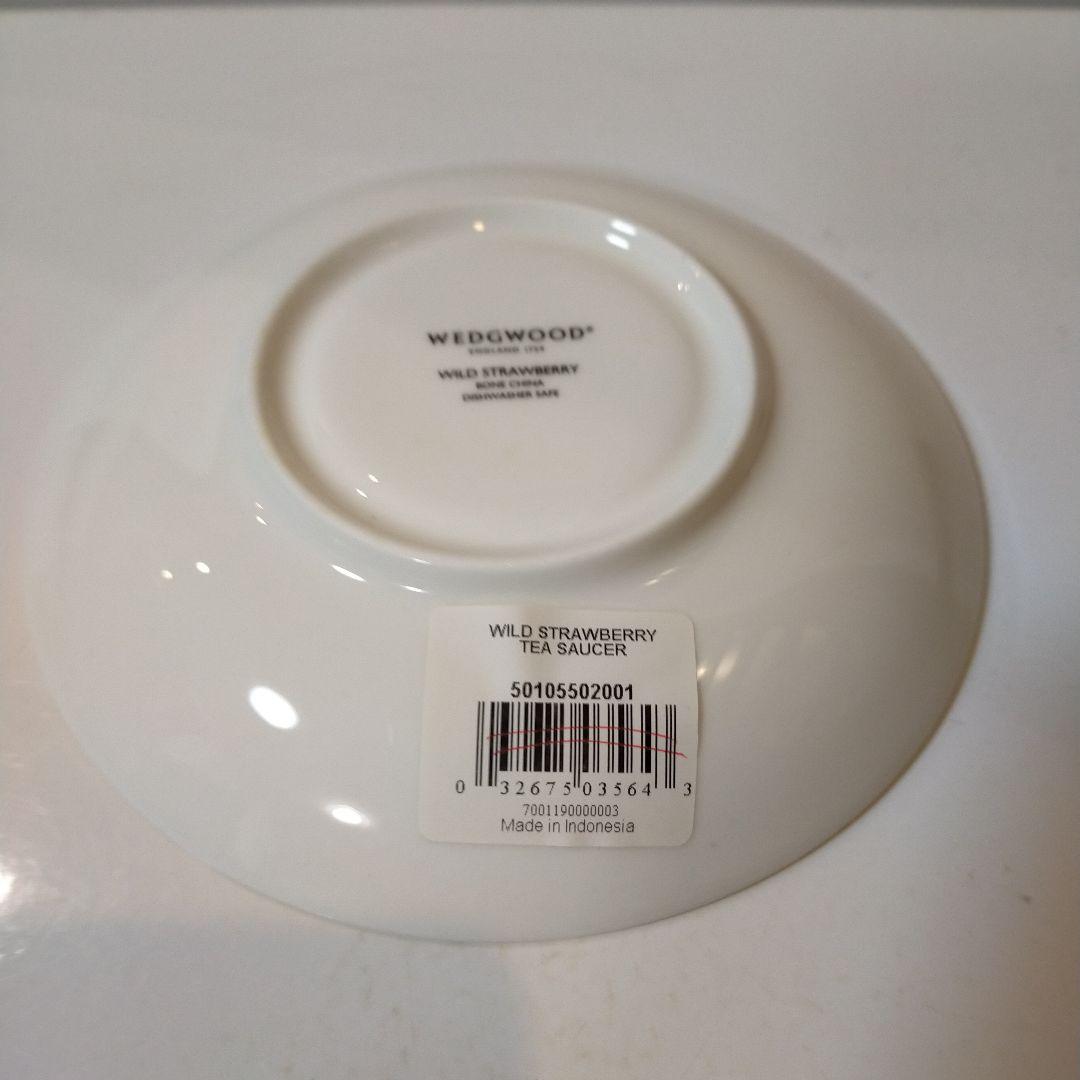 WEDGWOOD®
ENGLAND 1759
WILD STRAWBERRY
BONE CHINA
DISHWASHER SAFE
WILD STRAWBERRY
TEA SAUCER
50105502001
0 32675 03564 3
7001190000003
Made in Indonesia